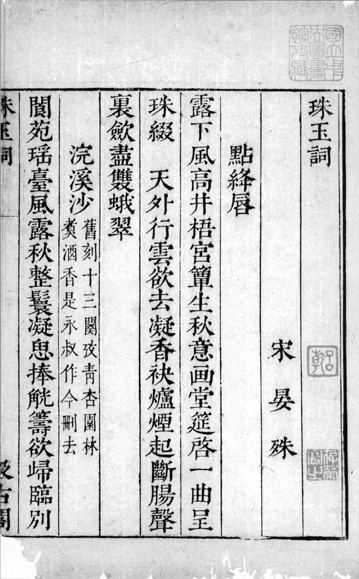 珠玉詞
宋晏殊
點絳唇
露下風高井梧宮簟生秋意画堂筵啓一曲呈
珠綴　天外行雲欲去凝香袂爐煙起斷腸聲
裏歛盡雙蛾翠
浣溪沙
舊刻十三闋攷青杏園林
煑酒香是永叔作今刪去
閬苑瑶臺風露秋整鬟凝思捧觥籌欲歸臨別
珠玉詞
汲古閣